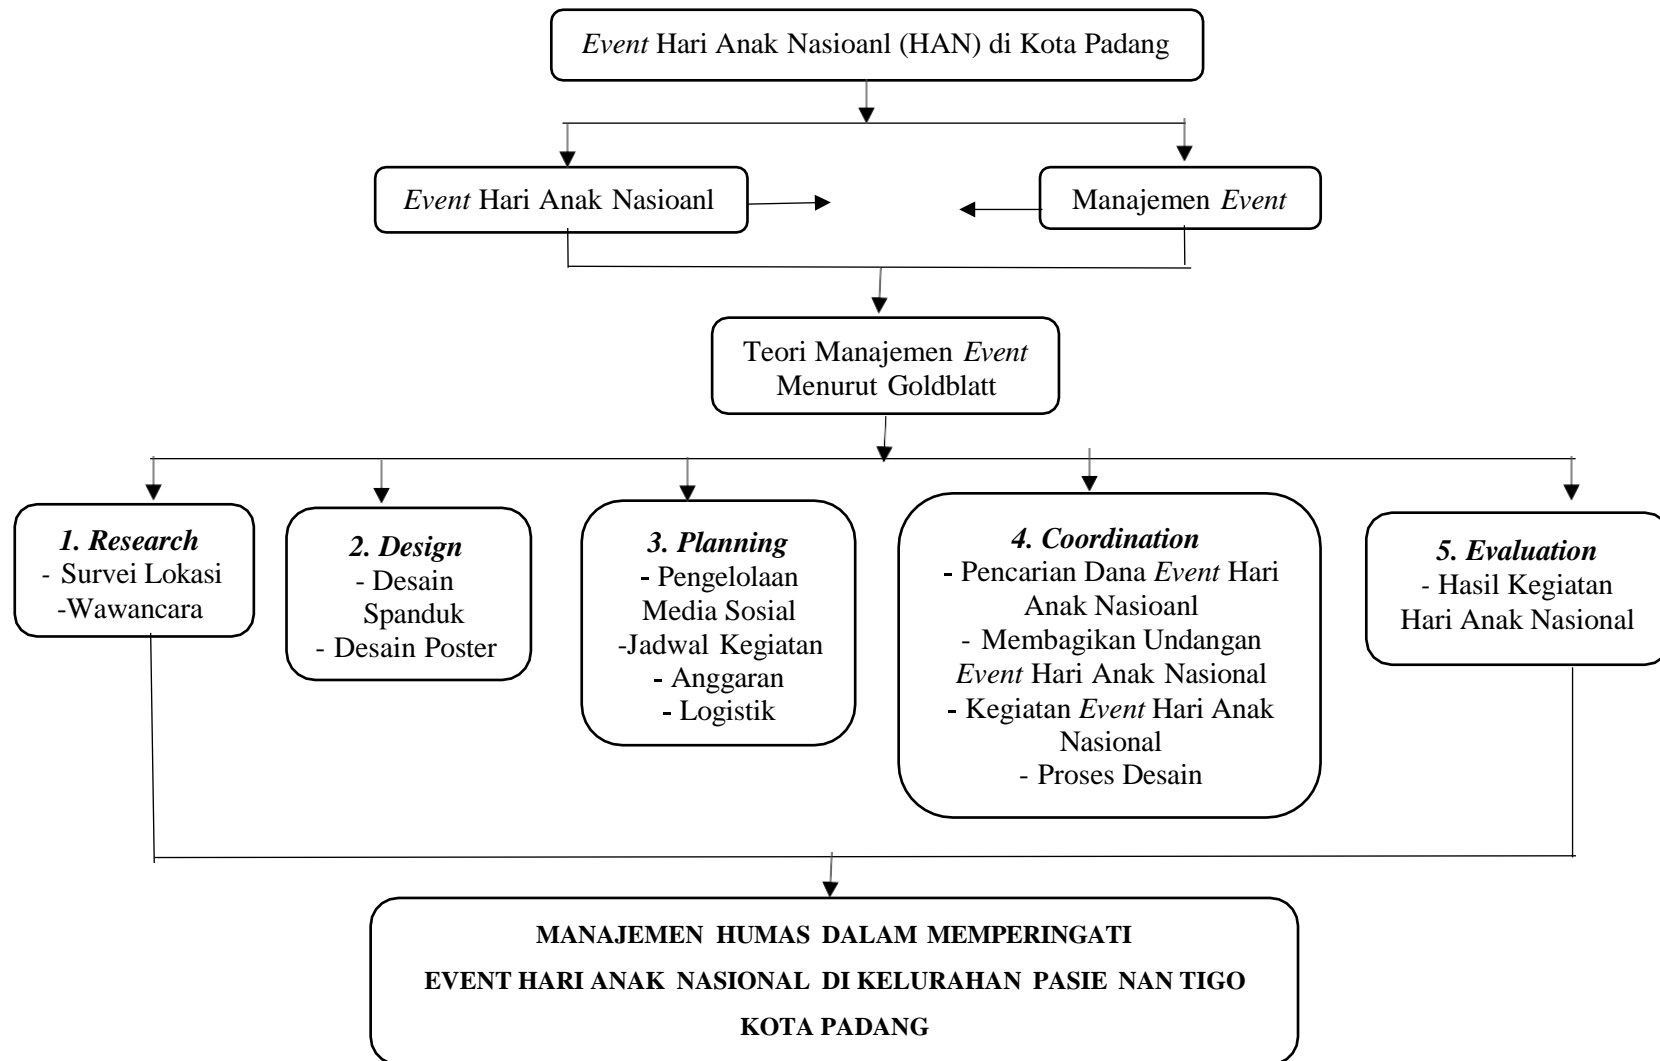 Event Hari Anak Nasioanl (HAN) di Kota Padang
Event Hari Anak Nasioanl
Manajemen Event
Teori Manajemen Event
Menurut Goldblatt
1. Research
- Survei Lokasi
-Wawancara
2. Design
- Desain
Spanduk
- Desain Poster
3. Planning
- Pengelolaan
Media Sosial
-Jadwal Kegiatan
- Anggaran
- Logistik
4. Coordination
- Pencarian Dana Event Hari
Anak Nasioanl
- Membagikan Undangan
Event Hari Anak Nasional
- Kegiatan Event Hari Anak
Nasional
- Proses Desain
5. Evaluation
- Hasil Kegiatan
Hari Anak Nasional
MANAJEMEN HUMAS DALAM MEMPERINGATI
EVENT HARI ANAK NASIONAL DI KELURAHAN PASIE NAN TIGO
KOTA PADANG